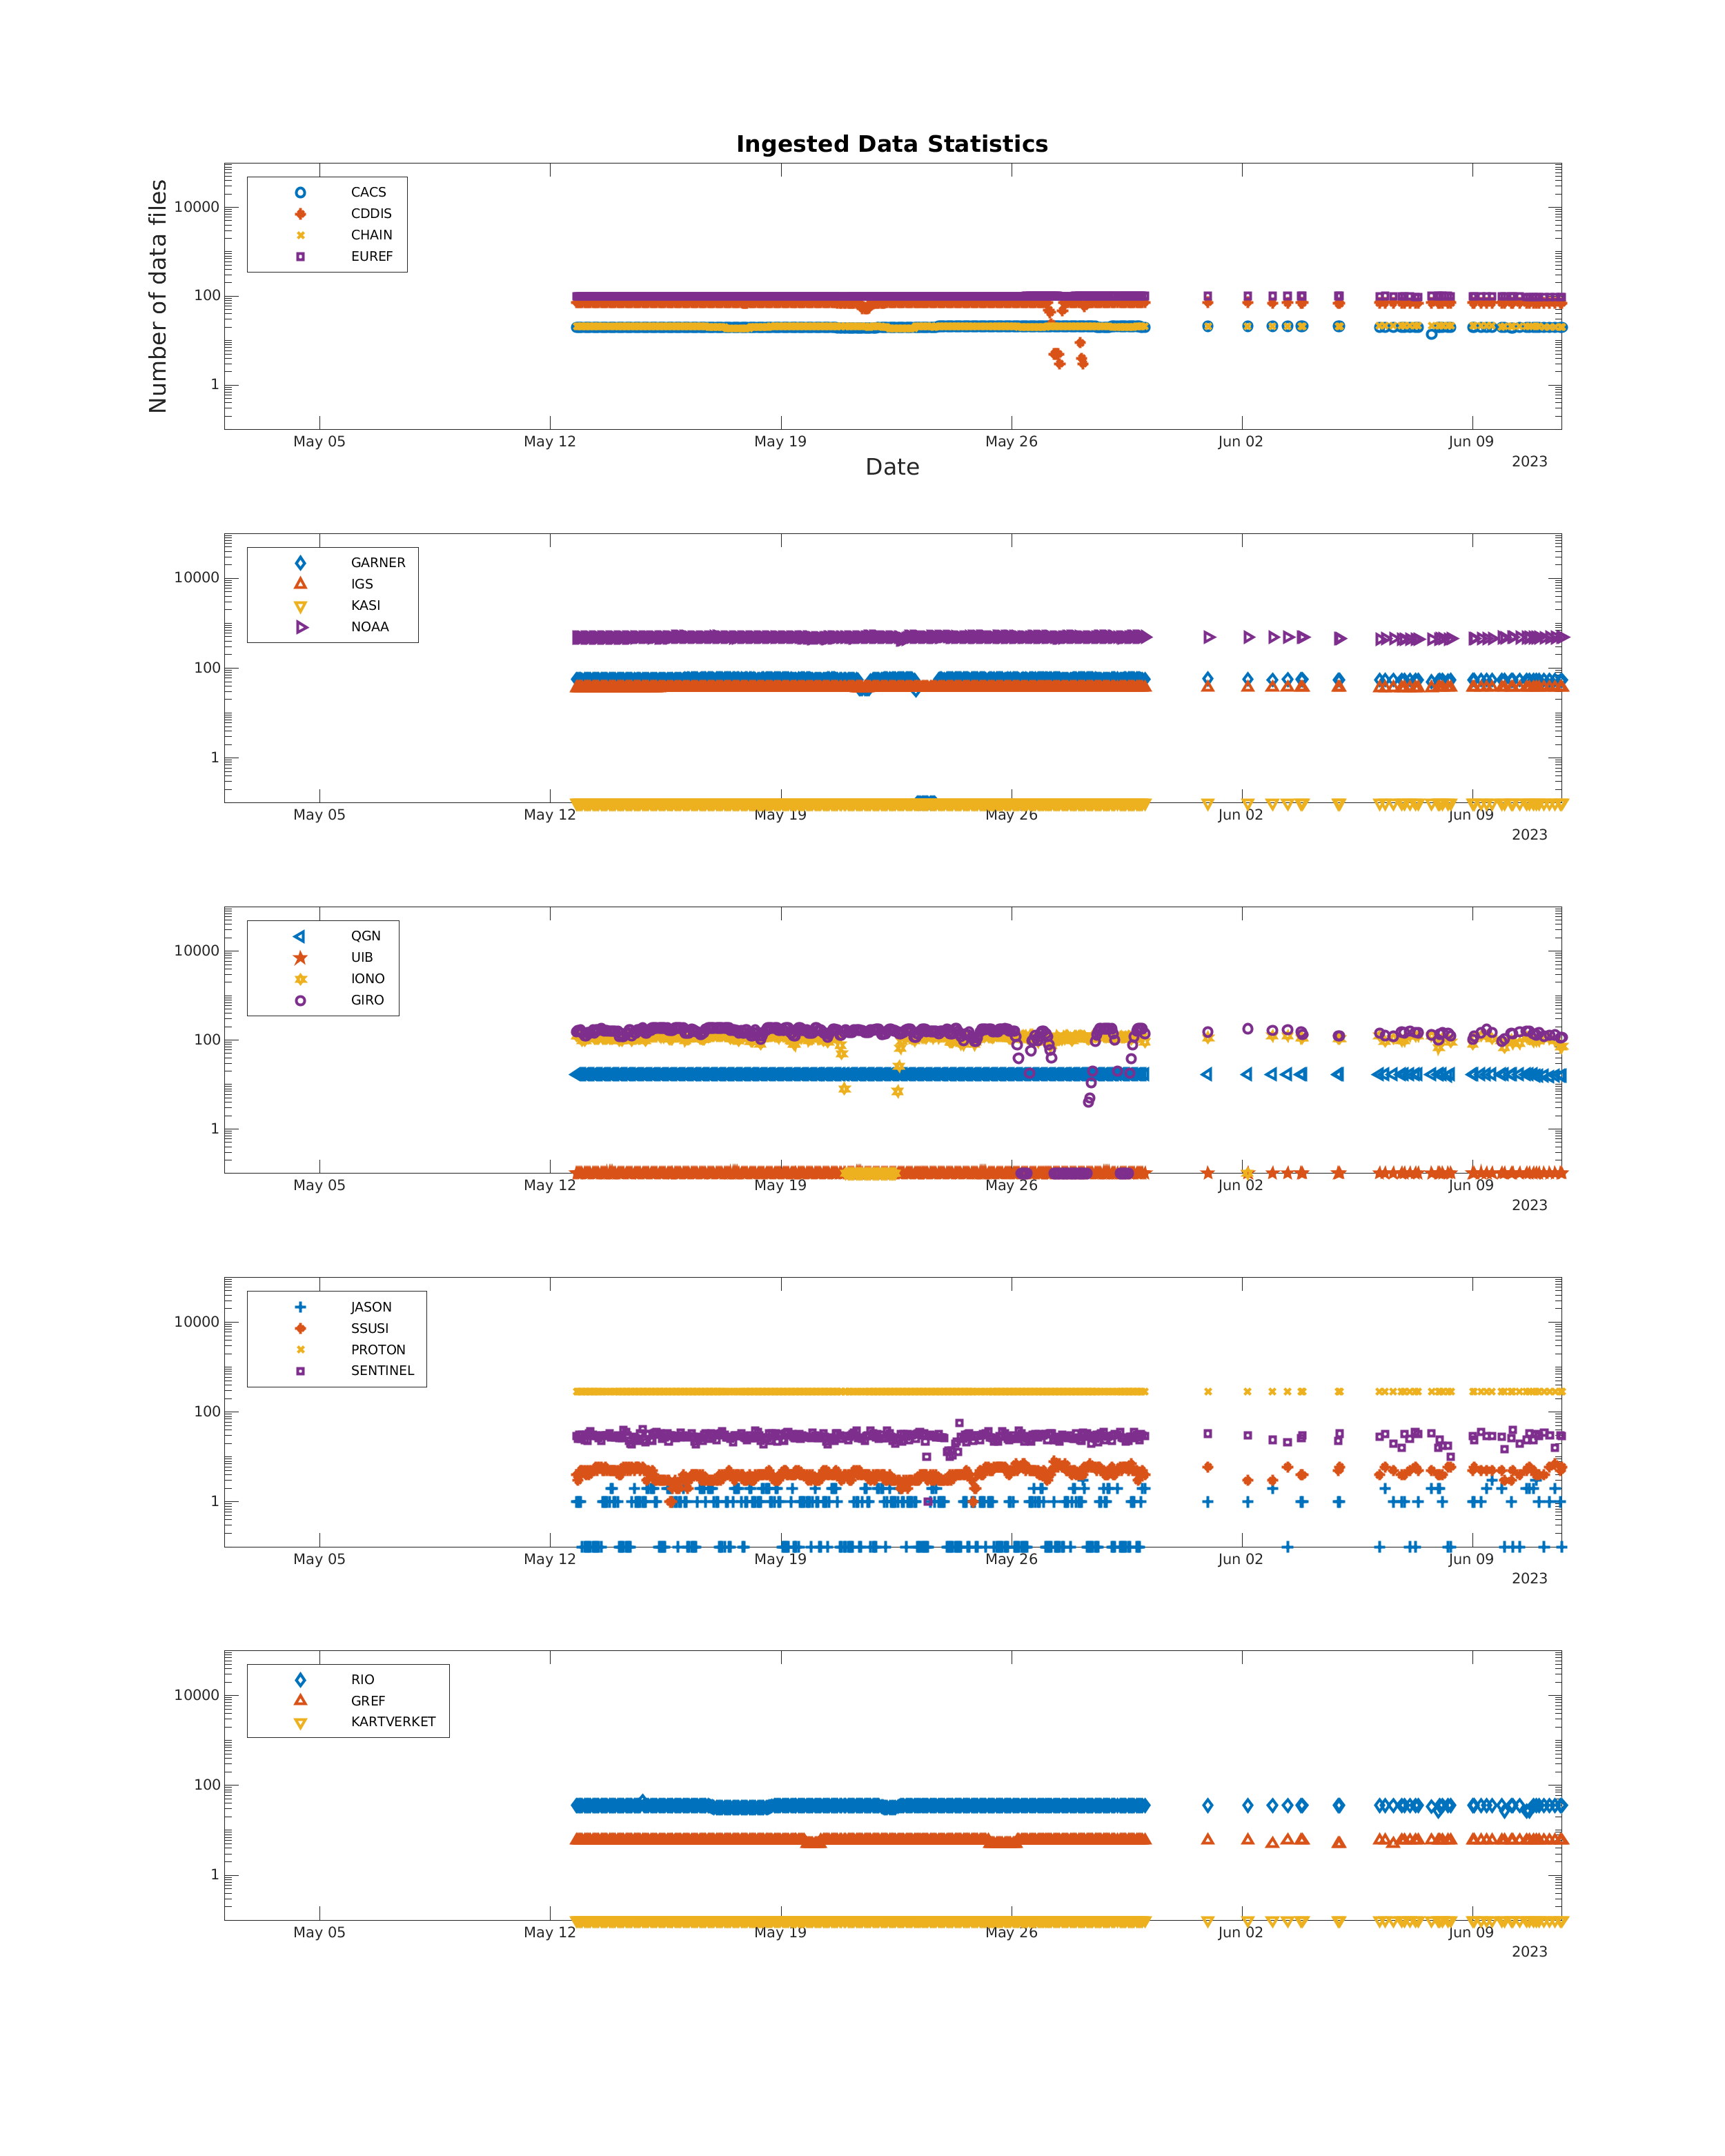 Ingested Data Statistics
Number of data files
10000
100
1
CACS
CDDIS
CHAIN
EUREF
May 05 May 12 May 19 May 26 Jun 02 Jun 09
2023
Date
10000
100
1
GARNER
IGS
KASI
NOAA
May 05 May 12 May 19 May 26 Jun 02 Jun 09
2023
10000
100
1
QGN
UIB
IONO
GIRO
May 05 May 12 May 19 May 26 Jun 02 Jun 09
2023
10000
100
1
JASON
SSUSI
PROTON
SENTINEL
May 05 May 12 May 19 May 26 Jun 02 Jun 09
2023
10000
100
1
RIO
GREF
KARTVERKET
May 05 May 12 May 19 May 26 Jun 02 Jun 09
2023